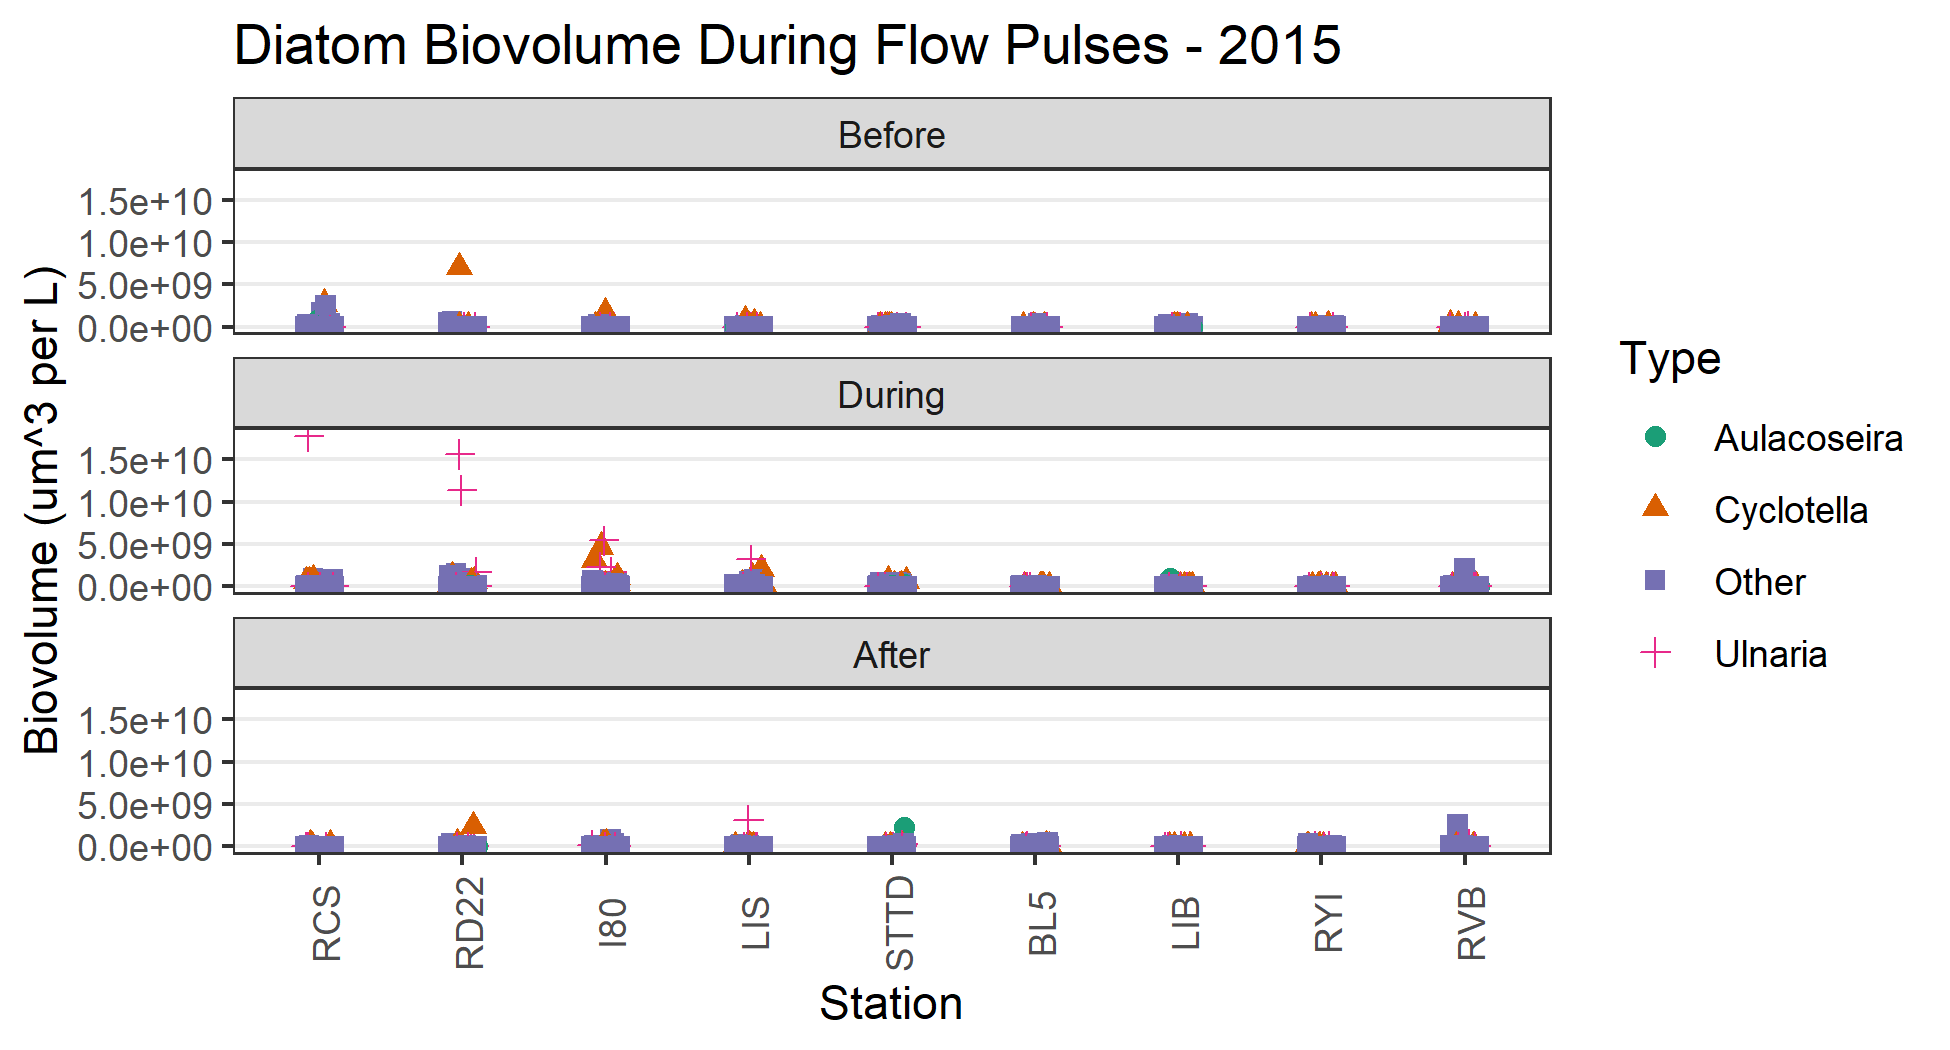 Diatom Biovolume During Flow Pulses - 2015
Before
1.5e+10
1.0e+10
5.0e+09
0.0e+00
During
1.5e+10
1.0e+10
5.0e+09
0.0e+00
After
1.5e+10
1.0e+10
5.0e+09
0.0e+00
Biovolume (um^3 per L)
RCS
RD22
I80
LIS
STTD
BL5
LIB
RYI
RVB
Station
Type
Aulacoseira
Cyclotella
Other
Ulnaria